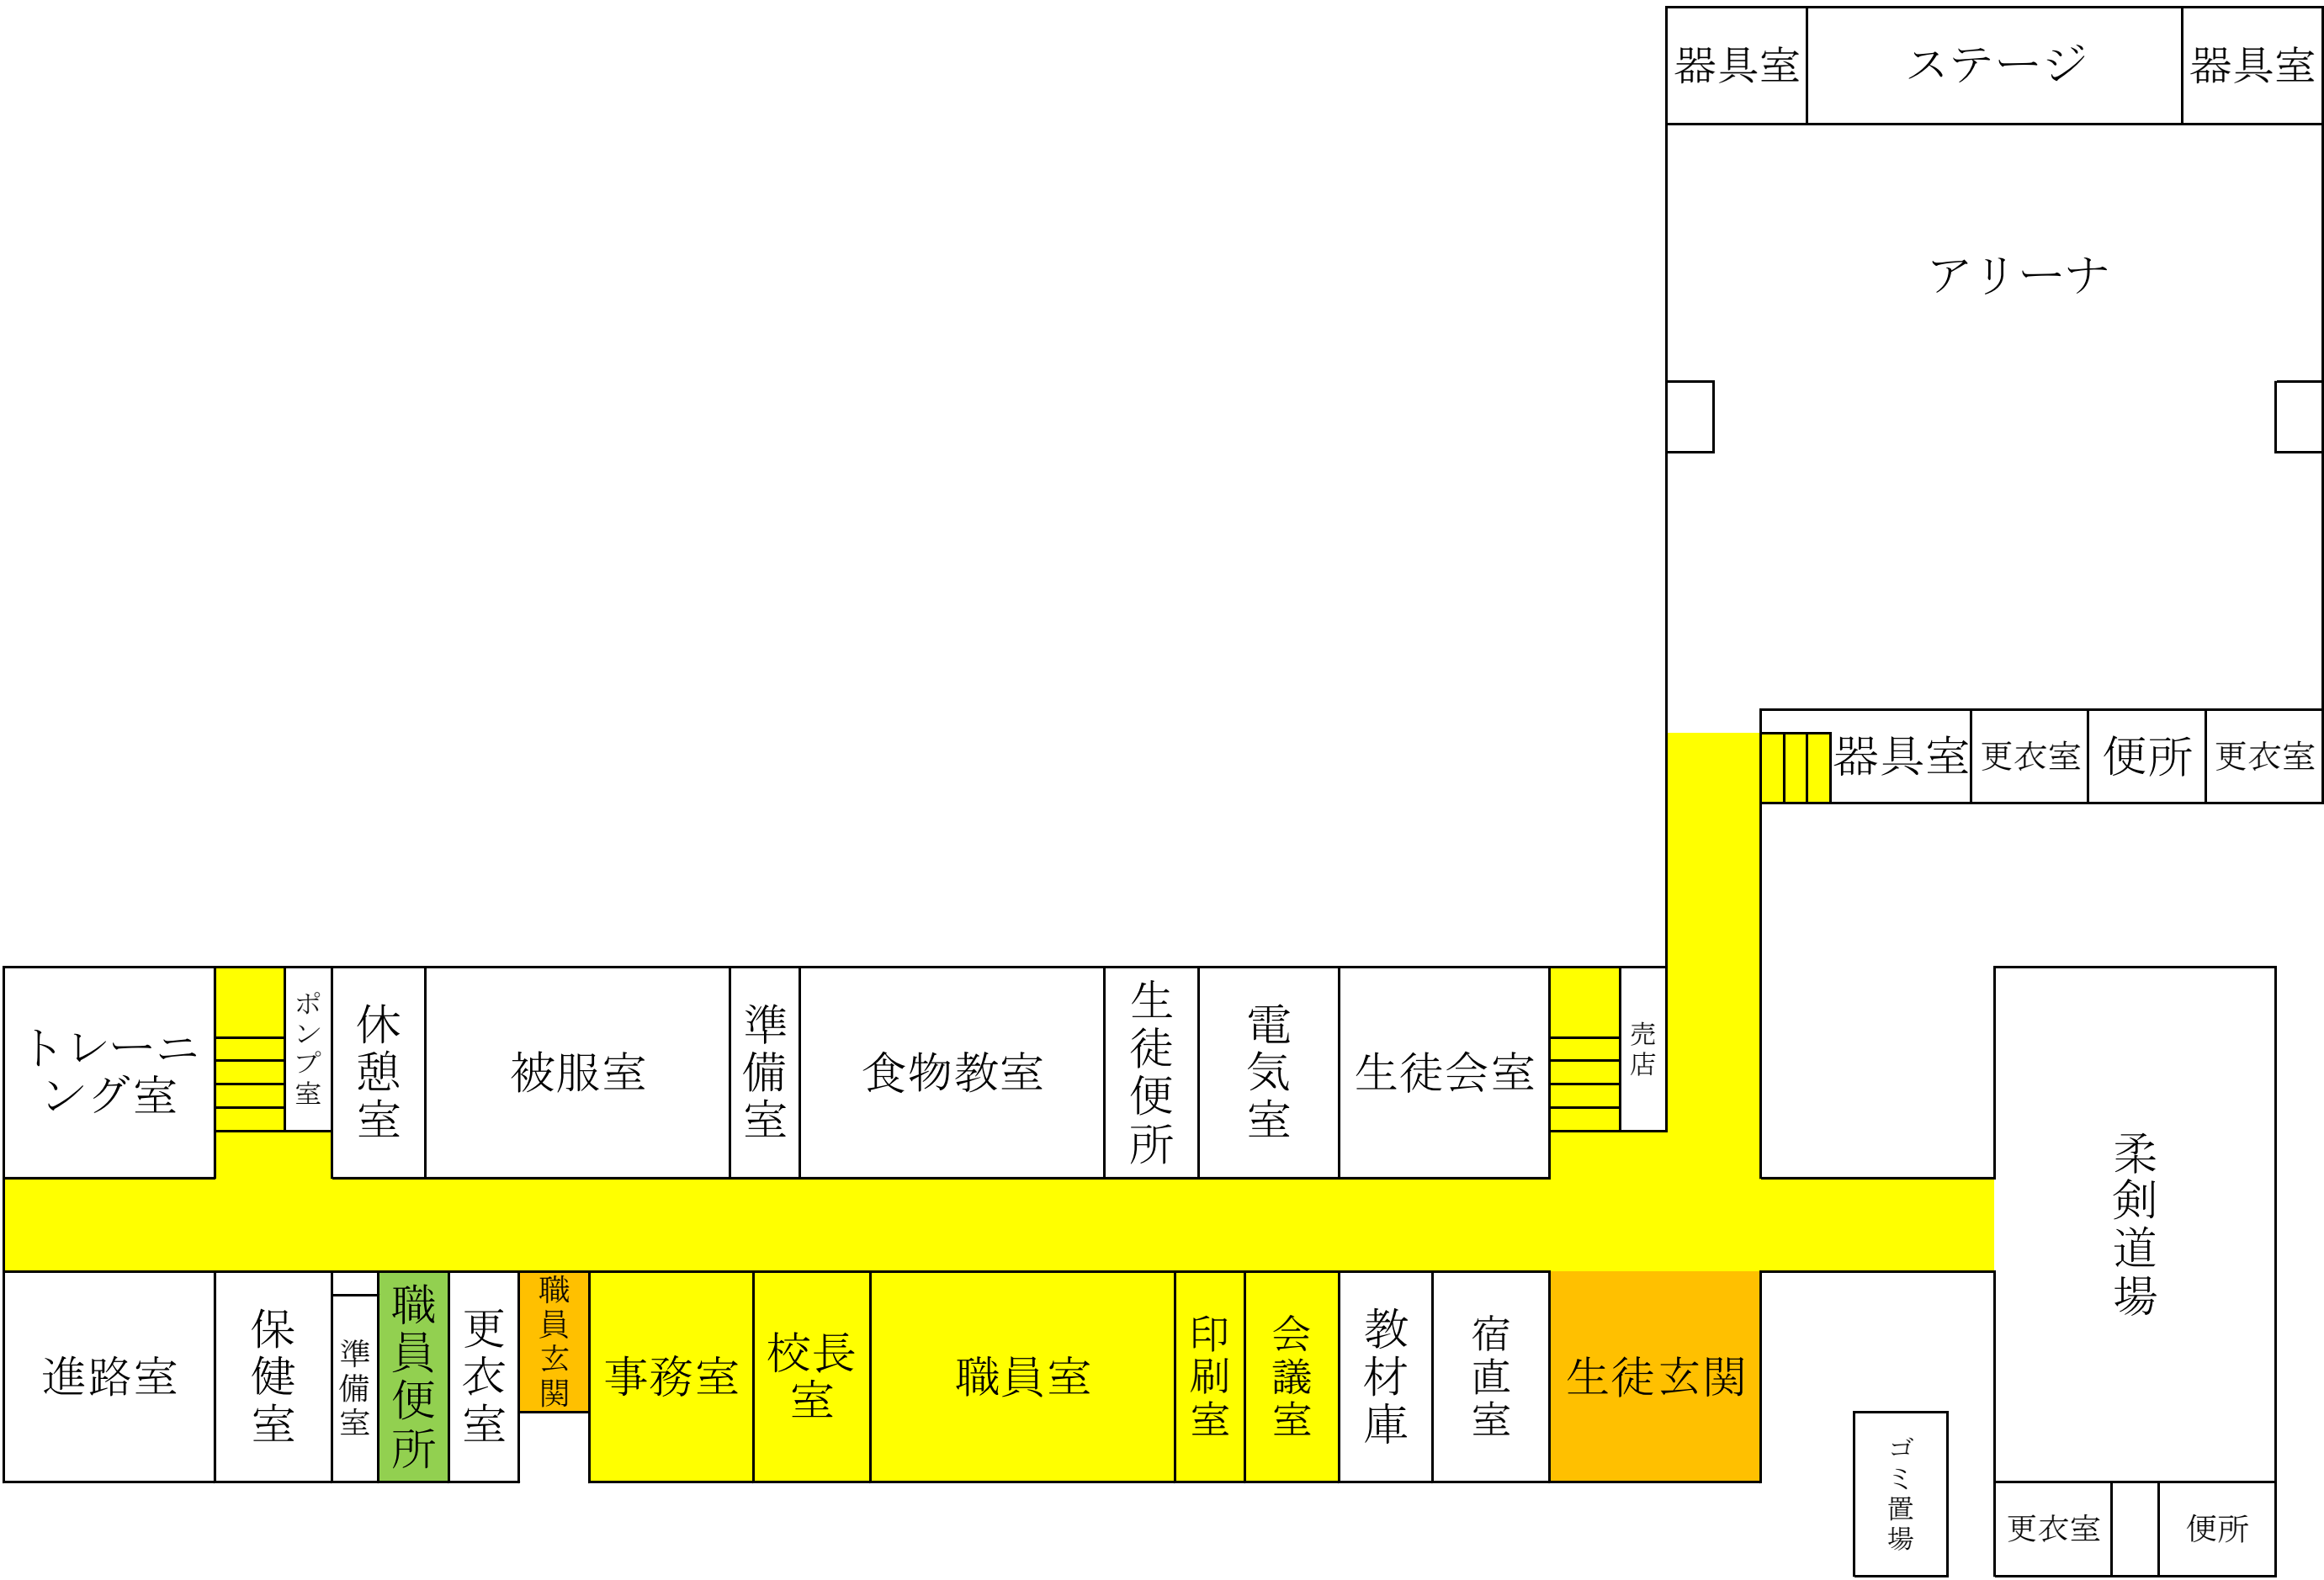 器具室
ステージ
器具室
アリーナ
器具室
更衣室
便所
更衣室
トレーニ
ング室
ポンプ室
休憩室
被服室
準備室
食物教室
生徒便所
電気室
生徒会室
売店
柔剣道場
進路室
保健室
準備室
職員便所
更衣室
職員玄関
事務室
校長
室
職員室
印刷室
会議室
教材庫
宿直室
生徒玄関
ゴミ置場
更衣室
便所